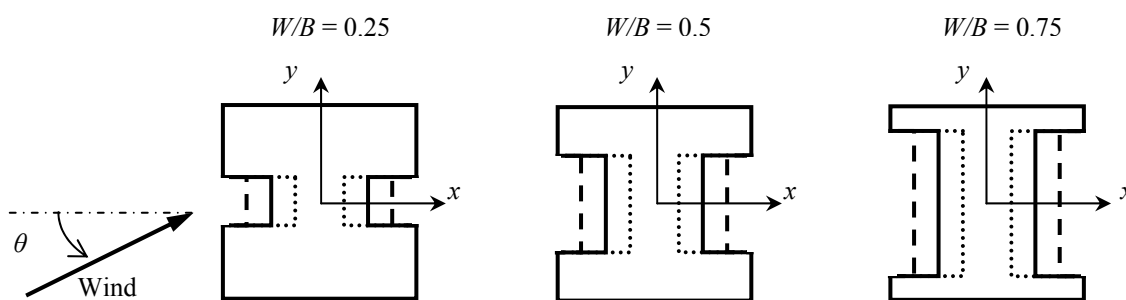 W/B = 0.25
W/B = 0.5
W/B = 0.75
y
y
y
x
x
x
θ
Wind